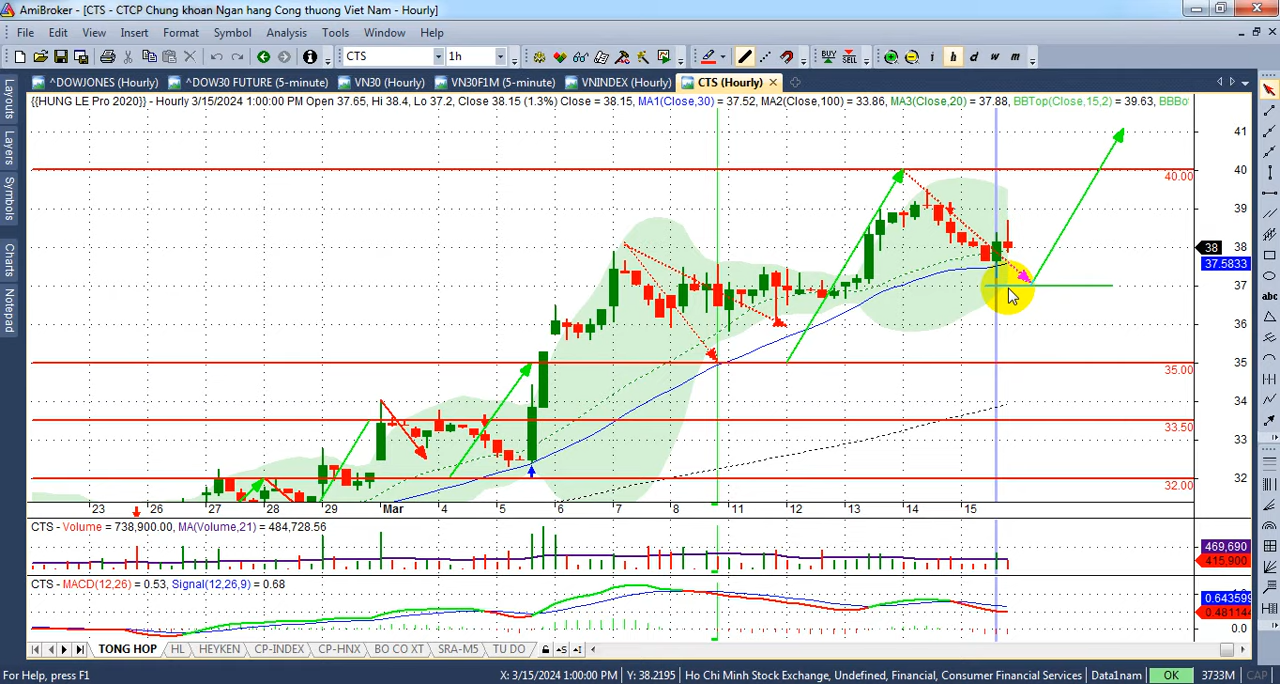 AmiBroker - [CTS - CTCP Chung khoan Ngan hang Cong thuong Viet Nam - Hourly]
File Edit View Insert Format Symbol Analysis Tools Window Help
CTS 1h BUY SELL i h d w m
^DOWJONES (Hourly) ^DOW30 FUTURE (5-minute) VN30 (Hourly) VN30F1M (5-minute) VNINDEX (Hourly) CTS (Hourly)
Layouts
Layers
Symbols
Charts
Notepad
{{HUNG LE Pro 2020}} - Hourly 3/15/2024 1:00:00 PM Open 37.65, Hi 38.4, Lo 37.2, Close 38.15 (1.3%) Close = 38.15, MA1(Close,30) = 37.52, MA2(Close,100) = 33.86, MA3(Close,20) = 37.88, BBTop(Close,15,2) = 39.63, BBBo
41
40
40.00
39
38
38
37.5833
37
36
35
35.00
34
33.50
33
32
32.00
23 26 27 28 29 Mar 4 5 6 7 8 11 12 13 14 15
abc
CTS - Volume = 738,900.00, MA(Volume,21) = 484,728.56
469,690
415,900
CTS - MACD(12,26) = 0.53, Signal(12,26,9) = 0.68
0.643599
0.481144
0.0
TONG HOP HL HEYKEN CP-INDEX CP-HNX BO CO XT SRA-M5 TU DO
For Help, press F1 X: 3/15/2024 1:00:00 PM Y: 38.2195 Ho Chi Minh Stock Exchange, Undefined, Financial, Consumer Financial Services Data1nam OK 3733M CAP